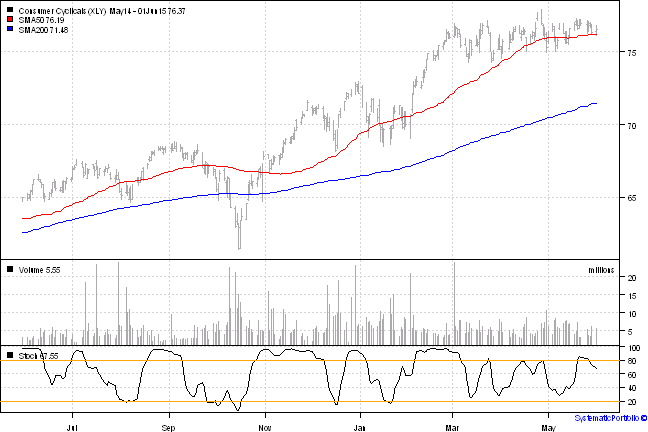 Consumer Cyclicals (XLY) May14 - 01Jun15 76.37
SMA50 76.19
SMA200 71.48
75
70
65
Volume 5.55
millions
20
15
10
5
Stoch 67.55
100
80
60
40
20
Jul Sep Nov Jan Mar May
SystematicPortfolio ©